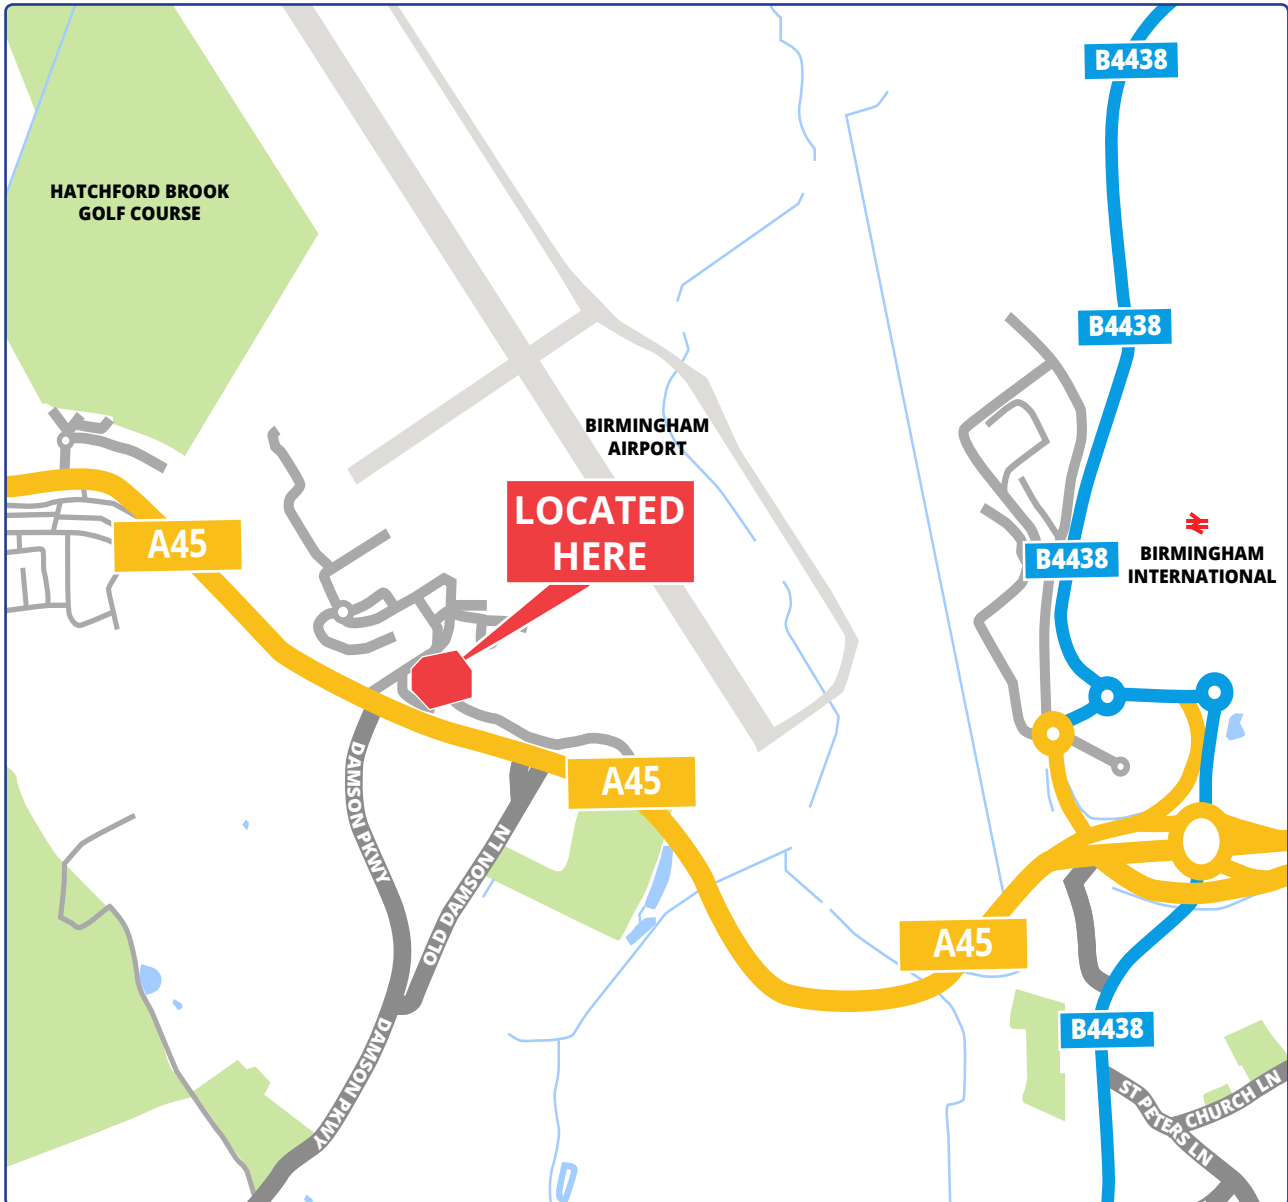 B4438
HATCHFORD BROOK
GOLF COURSE
B4438
BIRMINGHAM
AIRPORT
LOCATED
HERE
A45
B4438
BIRMINGHAM
INTERNATIONAL
A45
DAMSON PKWY
OLD DAMSON LN
A45
B4438
DAMSON PKWY
ST PETERS LN
CHURCH LN